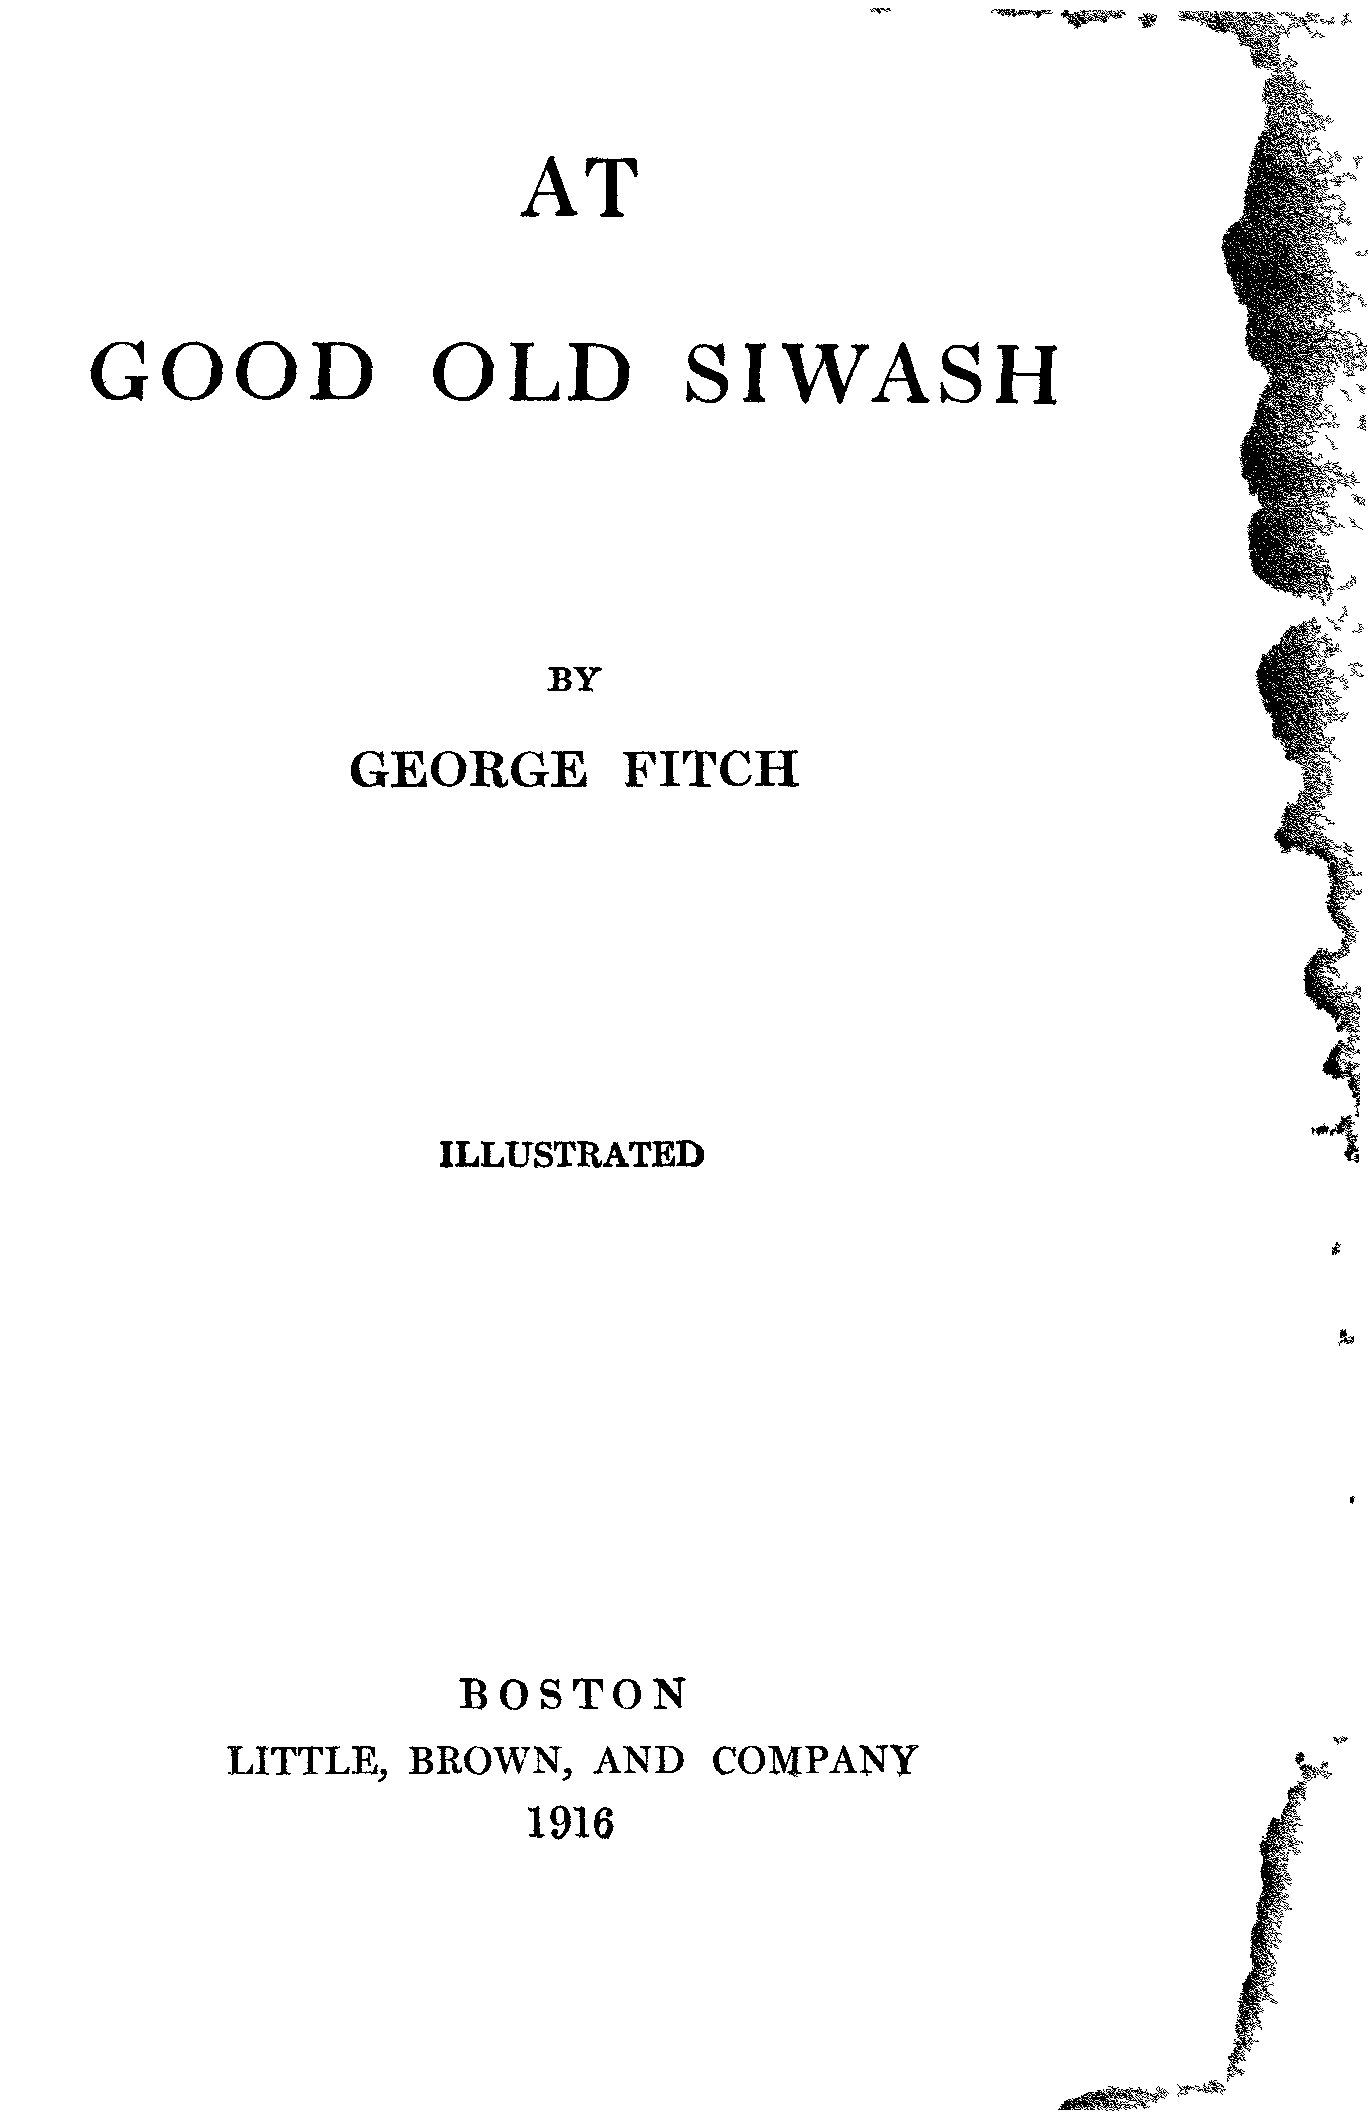 AT
GOOD OLD SIWASH
BY
GEORGE FITCH
ILLUSTRATED
BOSTON
LITTLE, BROWN, AND COMPANY
1916